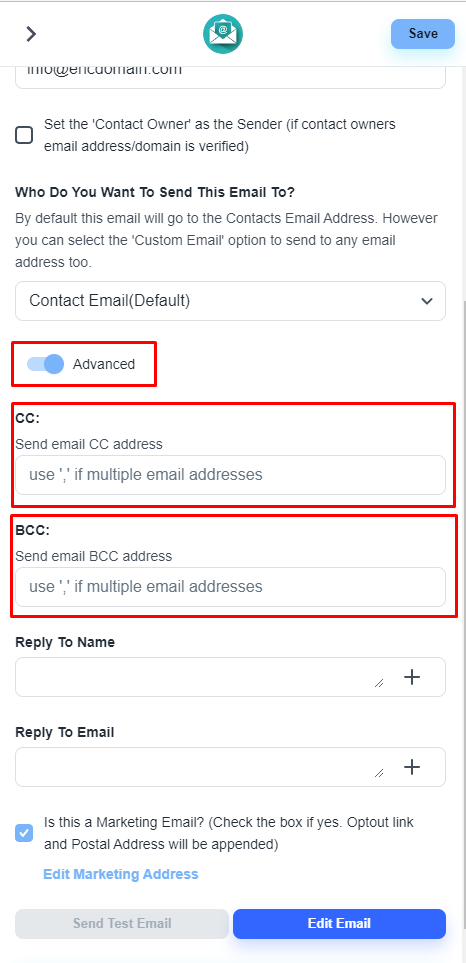 Save
info@ericdomain.com
Set the 'Contact Owner' as the Sender (if contact owners
email address/domain is verified)
Who Do You Want To Send This Email To?
By default this email will go to the Contacts Email Address. However
you can select the 'Custom Email' option to send to any email
address too.
Contact Email(Default)
Advanced
CC:
Send email CC address
use ',' if multiple email addresses
BCC:
Send email BCC address
use ',' if multiple email addresses
Reply To Name
Reply To Email
Is this a Marketing Email? (Check the box if yes. Optout link
and Postal Address will be appended)
Edit Marketing Address
Send Test Email
Edit Email